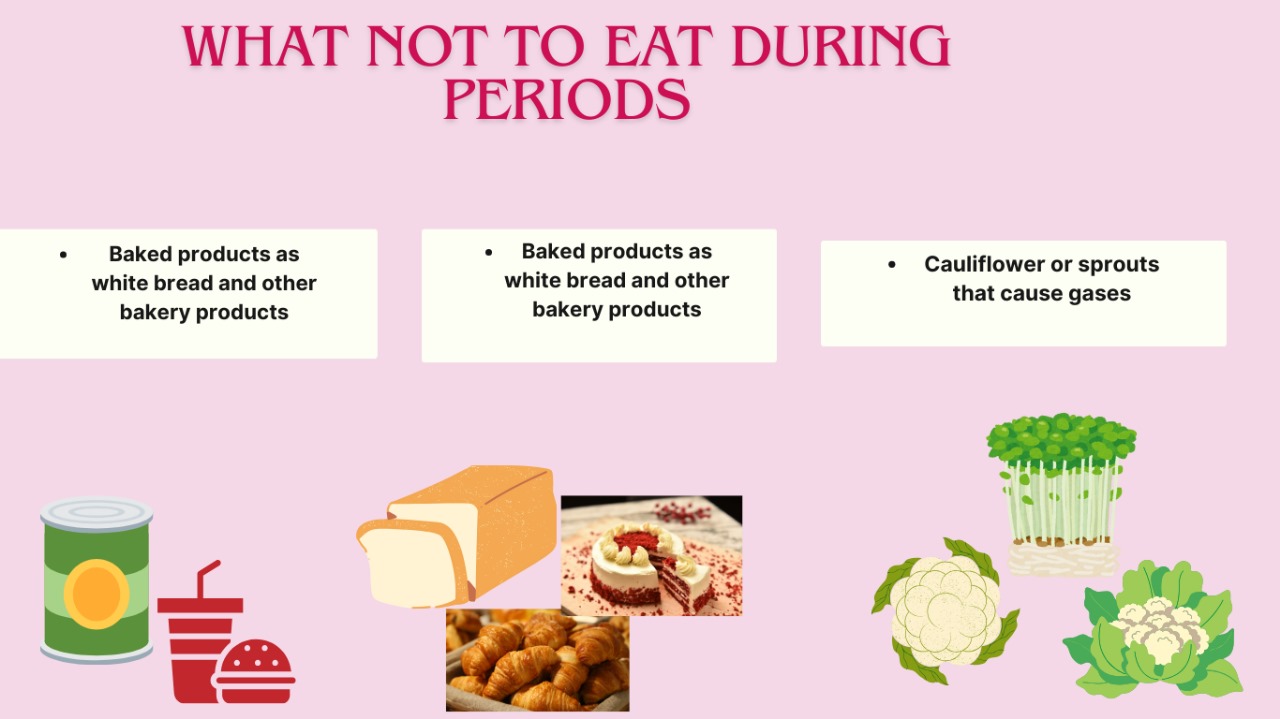 WHAT NOT TO EAT DURING
PERIODS
• Baked products as
white bread and other
bakery products
• Baked products as
white bread and other
bakery products
• Cauliflower or sprouts
that cause gases